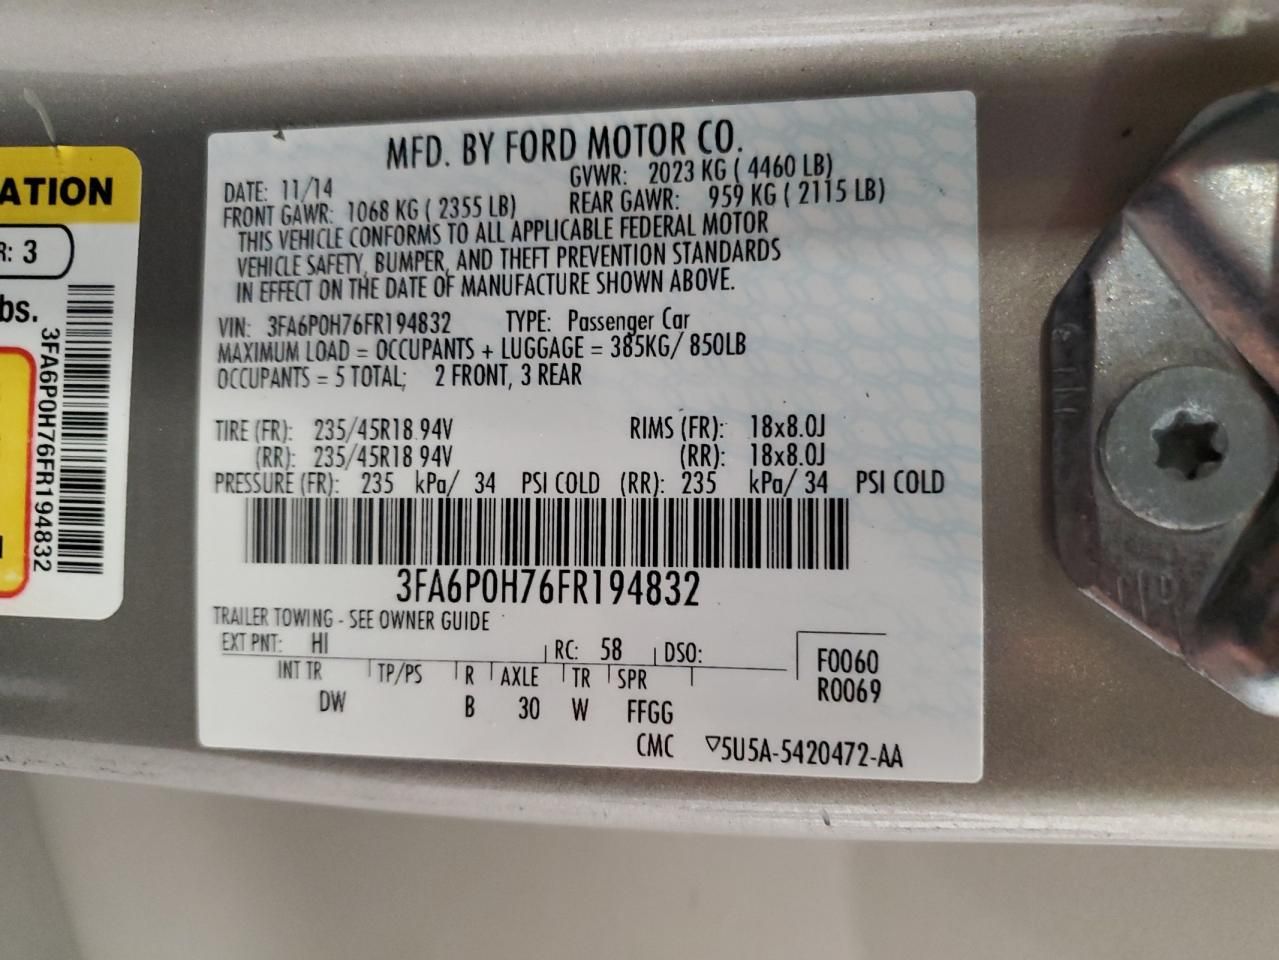 ATION
R: 3
bs.
3FA6P0H76FR194832
MFD. BY FORD MOTOR CO.
DATE: 11/14 GVWR: 2023 KG ( 4460 LB)
FRONT GAWR: 1068 KG ( 2355 LB) REAR GAWR: 959 KG ( 2115 LB)
THIS VEHICLE CONFORMS TO ALL APPLICABLE FEDERAL MOTOR
VEHICLE SAFETY, BUMPER, AND THEFT PREVENTION STANDARDS
IN EFFECT ON THE DATE OF MANUFACTURE SHOWN ABOVE.
VIN: 3FA6P0H76FR194832 TYPE: Passenger Car
MAXIMUM LOAD = OCCUPANTS + LUGGAGE = 385KG/ 850LB
OCCUPANTS = 5 TOTAL; 2 FRONT, 3 REAR
TIRE (FR): 235/45R18 94V RIMS (FR): 18x8.0J
(RR): 235/45R18 94V (RR): 18x8.0J
PRESSURE (FR): 235 kPa/ 34 PSI COLD (RR): 235 kPa/ 34 PSI COLD
3FA6P0H76FR194832
TRAILER TOWING - SEE OWNER GUIDE
EXT PNT: HI RC: 58 DSO:
INT TR TP/PS R AXLE TR SPR
DW B 30 W FFGG
F0060
R0069
CMC ▽5U5A-5420472-AA